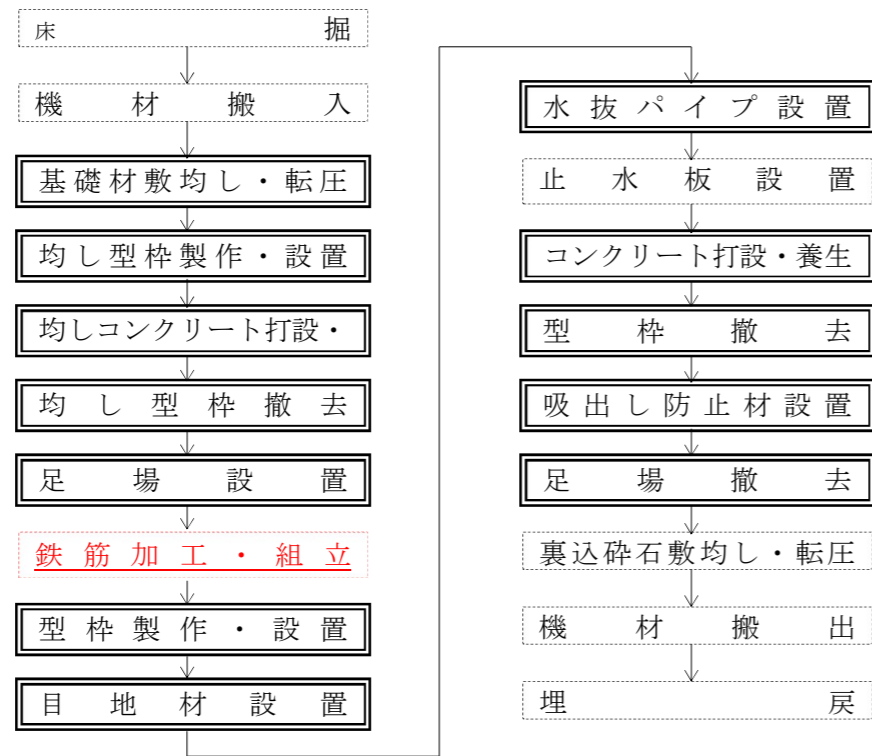 床掘
機材搬入
基礎材敷均し・転圧
均し型枠製作・設置
均しコンクリート打設・
均し型枠撤去
足場設置
鉄筋加工・組立
型枠製作・設置
目地材設置
水抜パイプ設置
止水板設置
コンクリート打設・養生
型枠撤去
吸出し防止材設置
足場撤去
裏込砕石敷均し・転圧
機材搬出
埋戻